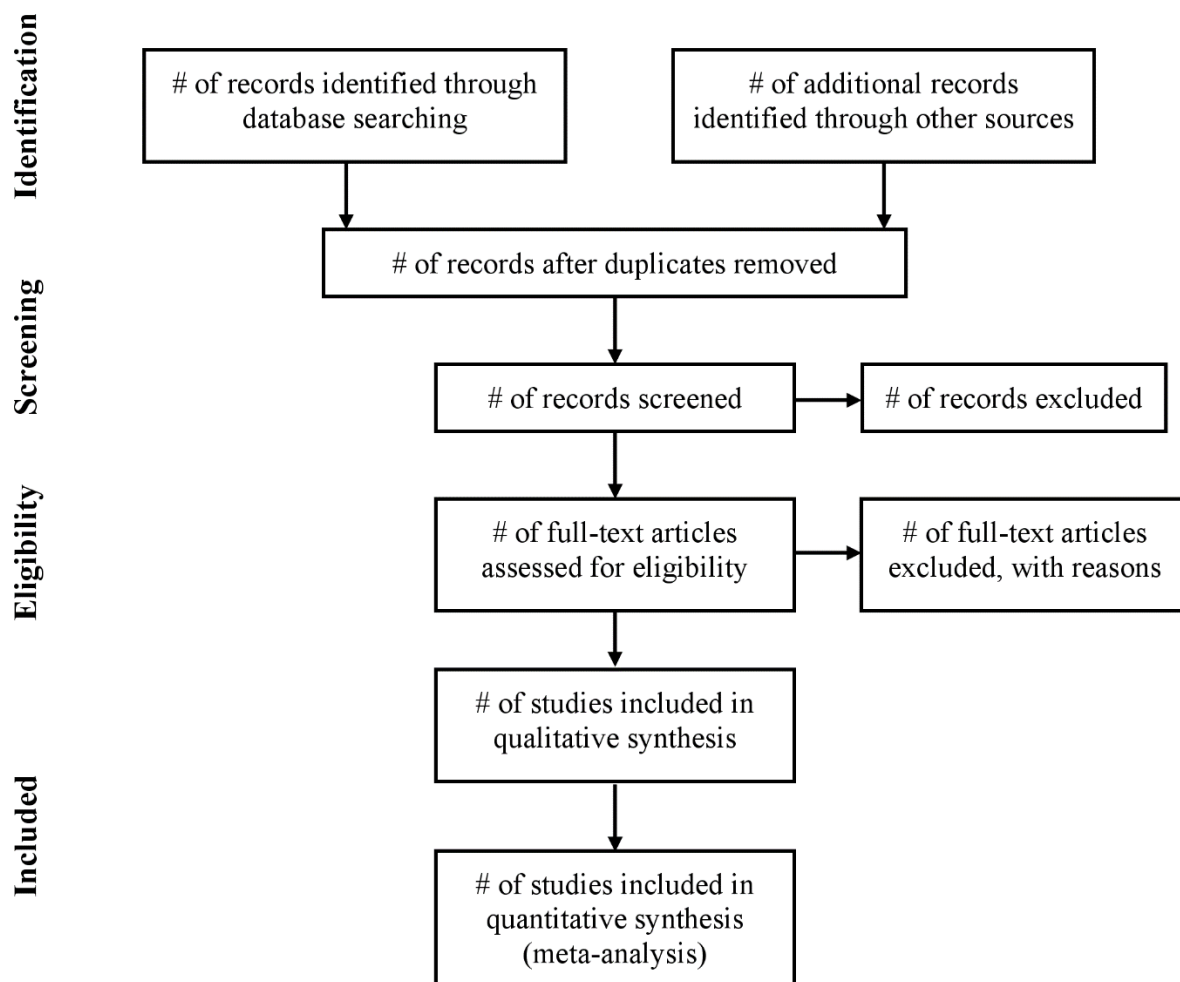 Identification
# of records identified through
database searching
# of additional records
identified through other sources
# of records after duplicates removed
Screening
# of records screened
# of records excluded
Eligibility
# of full-text articles
assessed for eligibility
# of full-text articles
excluded, with reasons
# of studies included in
qualitative synthesis
Included
# of studies included in
quantitative synthesis
(meta-analysis)